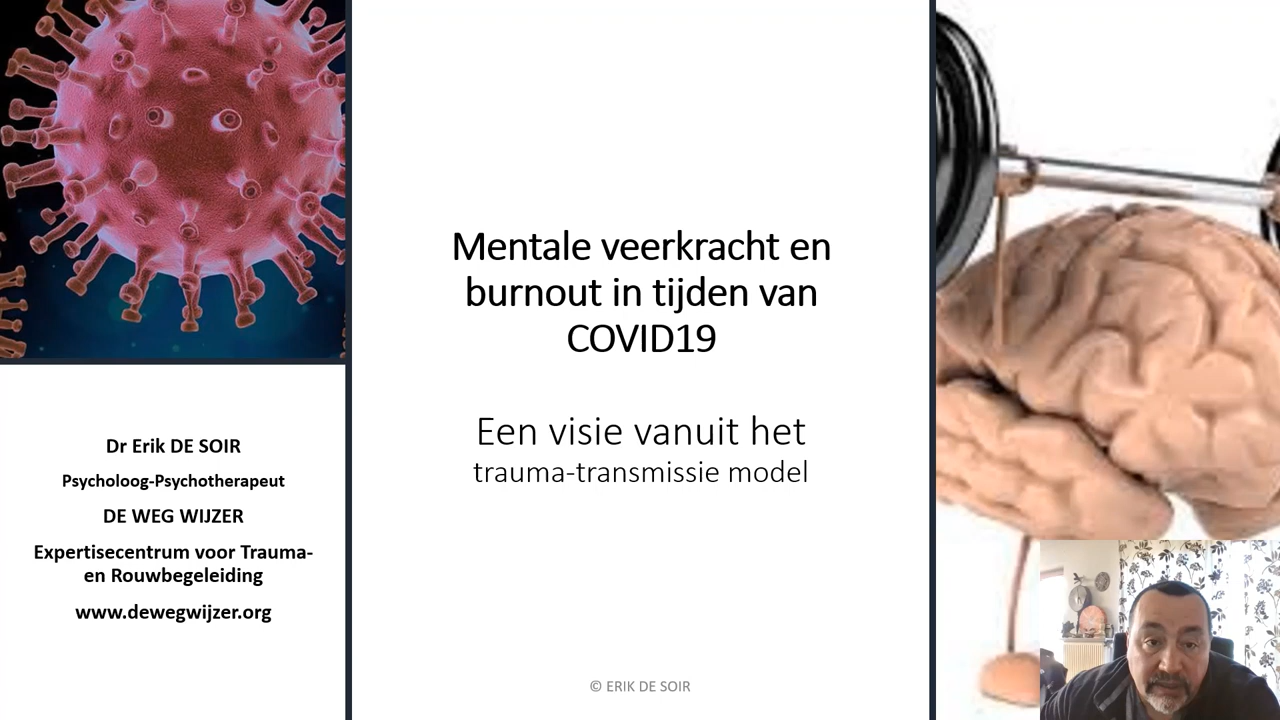 Mentale veerkracht en
burnout in tijden van
COVID19
Een visie vanuit het
trauma-transmissie model
Dr Erik DE SOIR
Psycholoog-Psychotherapeut
DE WEG WIJZER
Expertisecentrum voor Trauma-
en Rouwbegeleiding
www.dewegwijzer.org
© ERIK DE SOIR